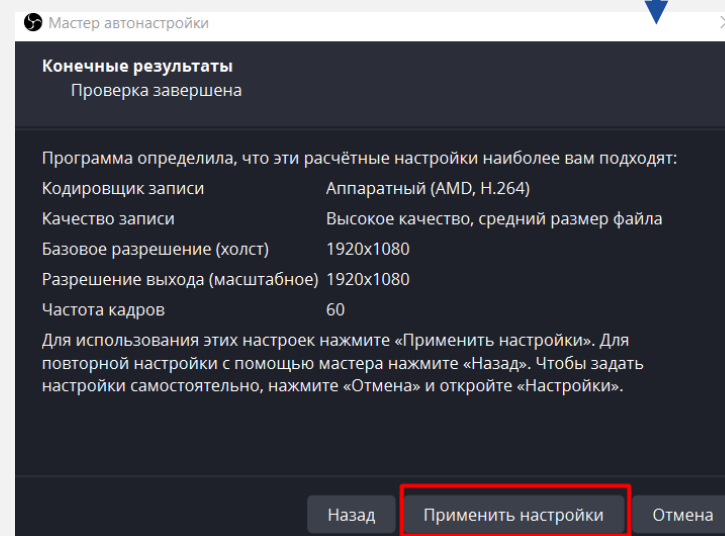 Мастер автонастройки
Конечные результаты
Проверка завершена
Программа определила, что эти расчётные настройки наиболее вам подходят:
Кодировщик записи Аппаратный (AMD, H.264)
Качество записи Высокое качество, средний размер файла
Базовое разрешение (холст) 1920x1080
Разрешение выхода (масштабное) 1920x1080
Частота кадров 60
Для использования этих настроек нажмите «Применить настройки». Для
повторной настройки с помощью мастера нажмите «Назад». Чтобы задать
настройки самостоятельно, нажмите «Отмена» и откройте «Настройки».
Назад Применить настройки Отмена